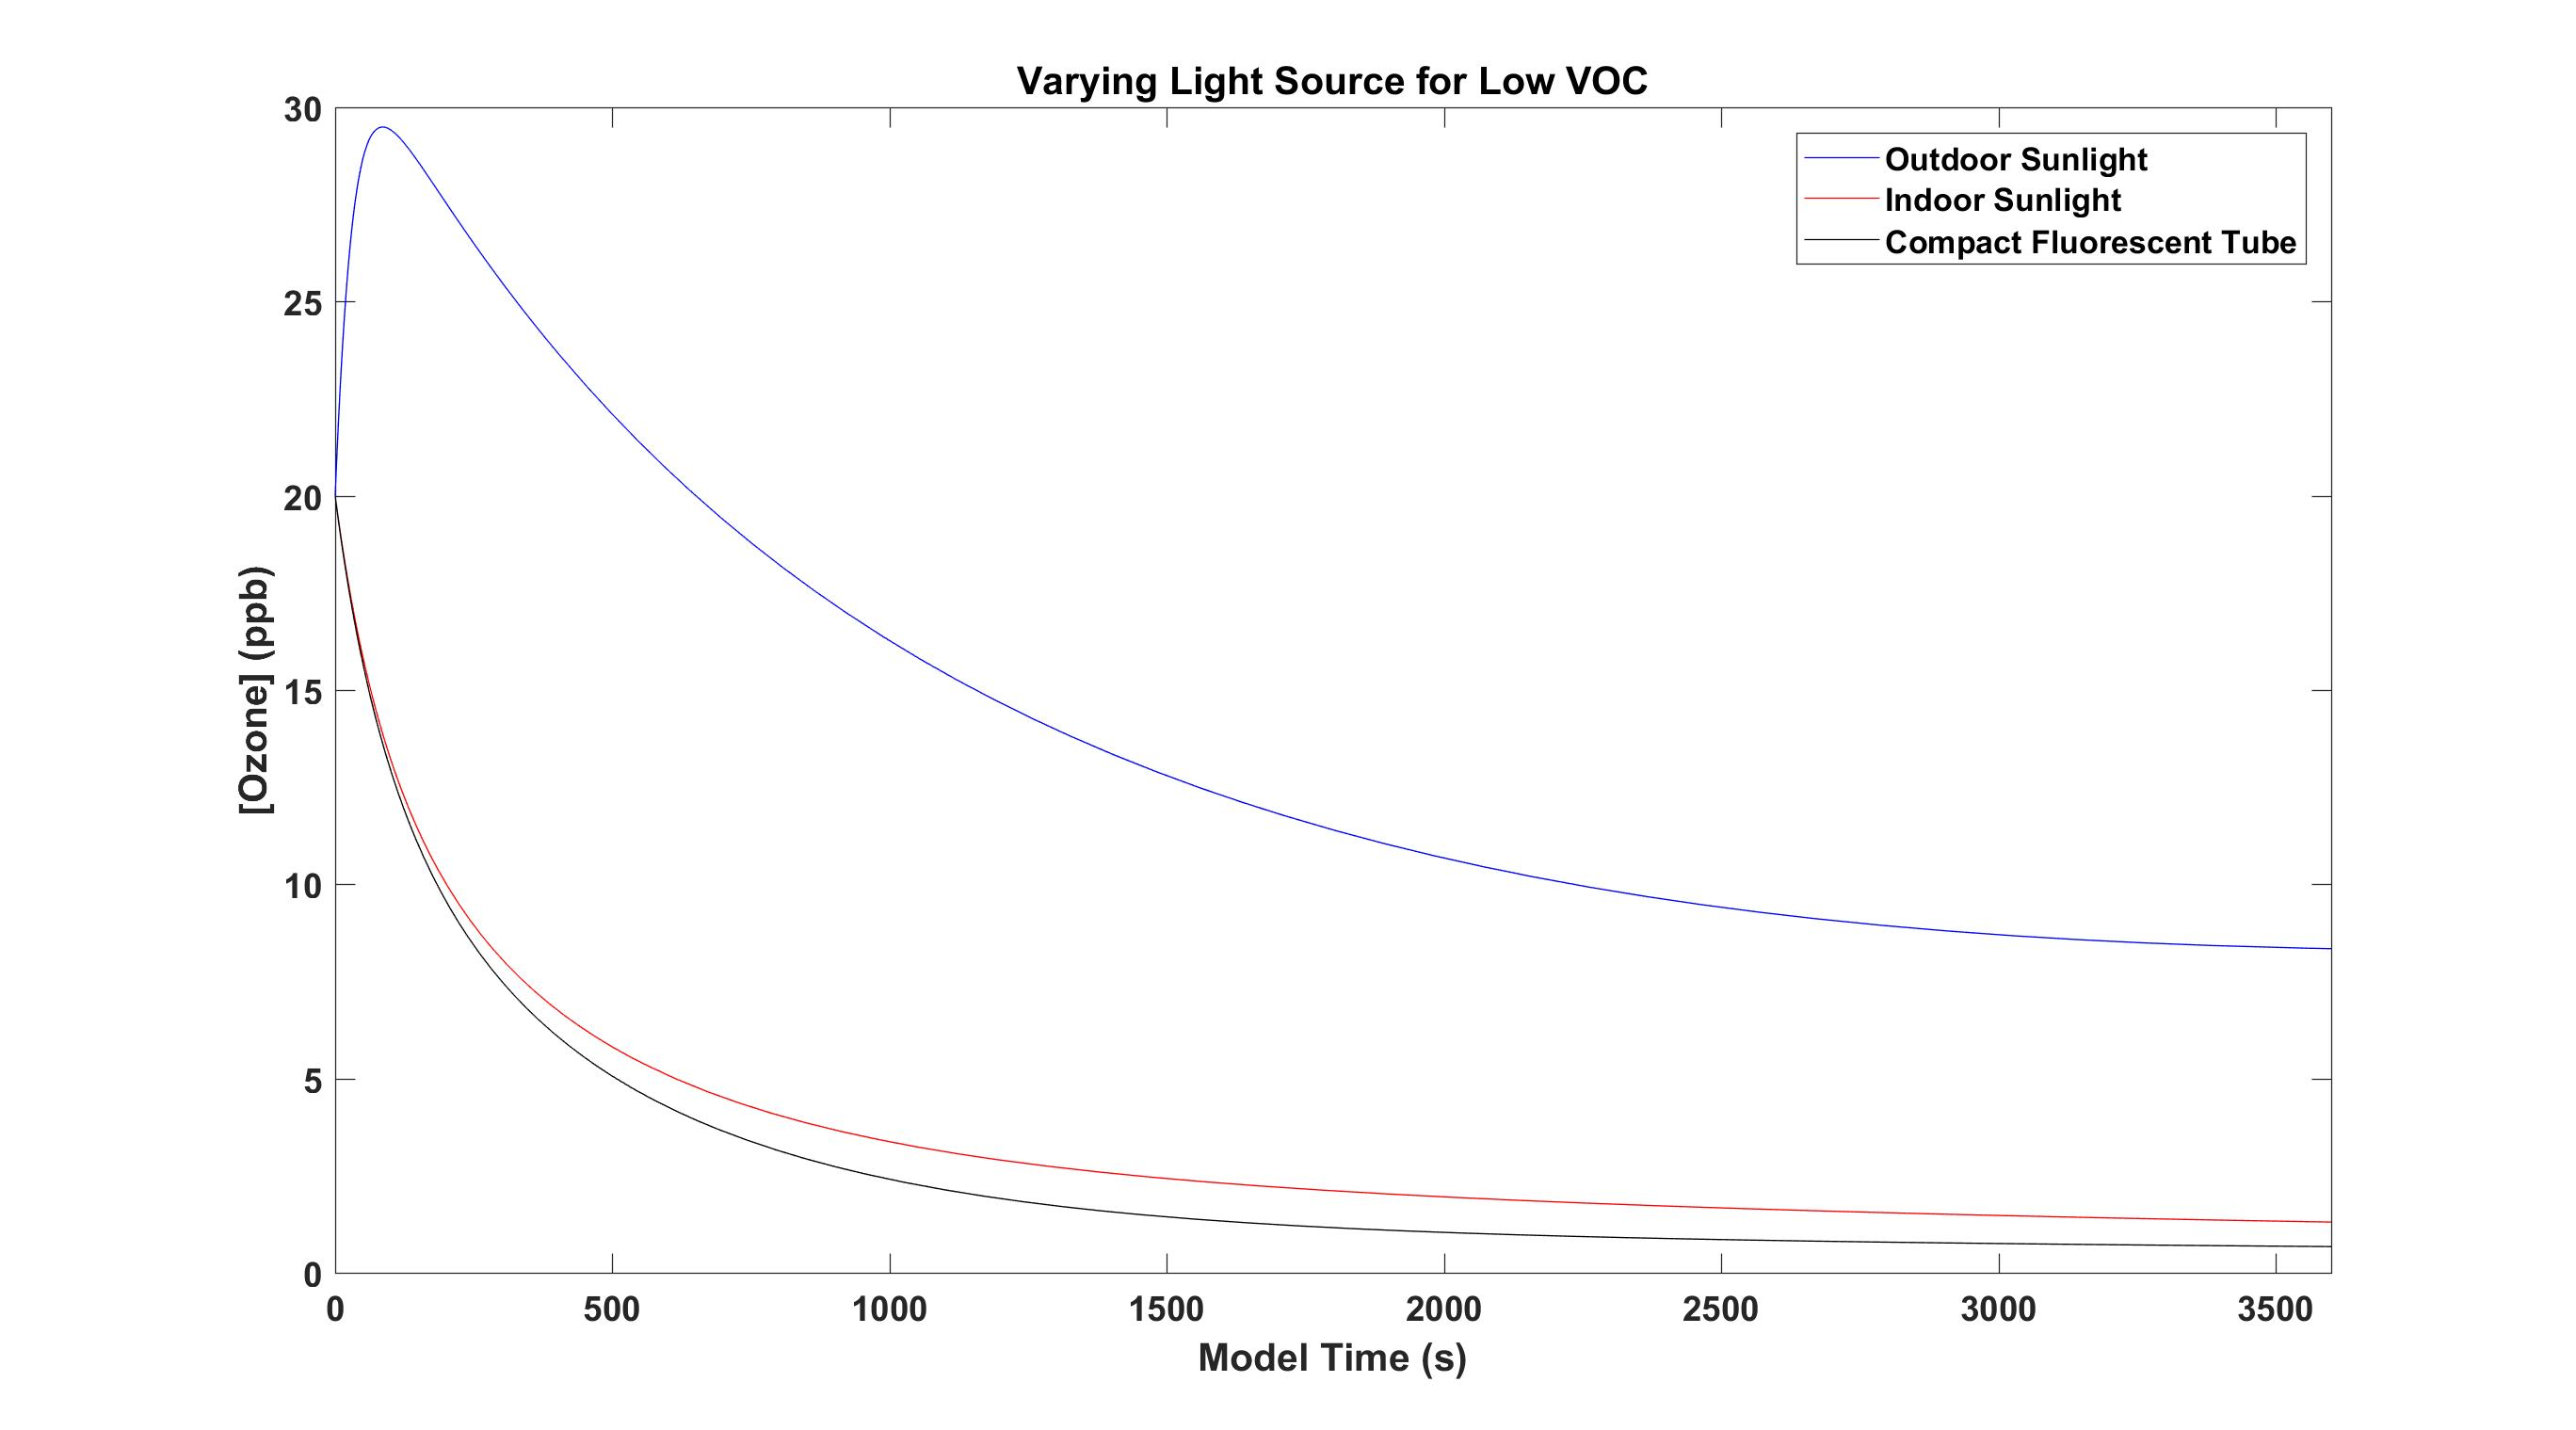 Varying Light Source for Low VOC
30
25
20
15
10
5
0
[Ozone] (ppb)
Outdoor Sunlight
Indoor Sunlight
Compact Fluorescent Tube
0 500 1000 1500 2000 2500 3000 3500
Model Time (s)